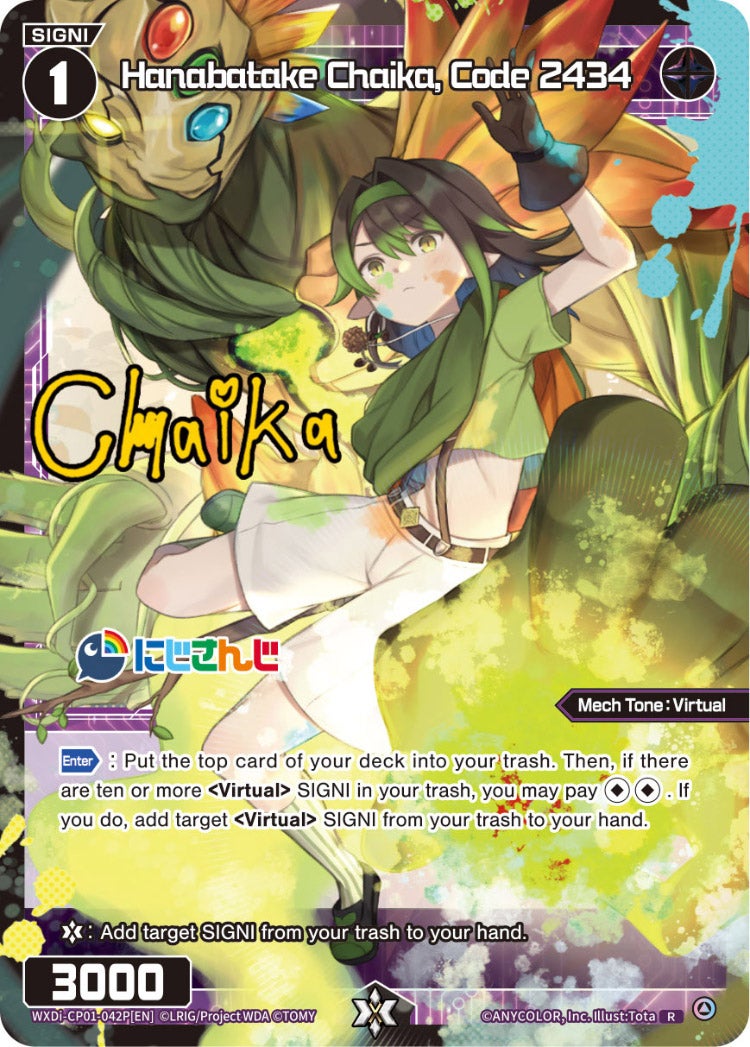 SIGNI
1
Hanabatake Chaika, Code 2434
Chaika
にじさんじ
Mech Tone:Virtual
Enter : Put the top card of your deck into your trash. Then, if there
are ten or more <Virtual> SIGNI in your trash, you may pay . If
you do, add target <Virtual> SIGNI from your trash to your hand.
: Add target SIGNI from your trash to your hand.
3000
WXDi-CP01-042P[EN] ©LRIG/Project WDA ©TOMY
©ANYCOLOR, Inc. Illust:Tota R